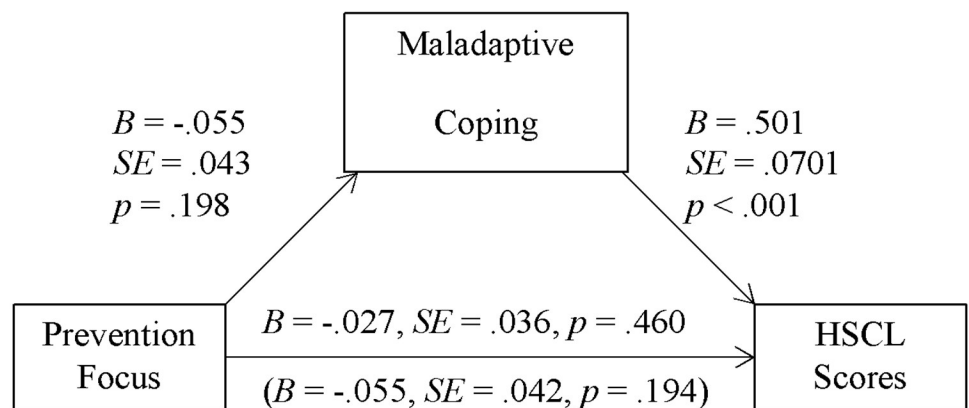 Maladaptive
Coping
B = -.055
SE = .043
p = .198
B = .501
SE = .0701
p < .001
Prevention
Focus
B = -.027, SE = .036, p = .460
(B = -.055, SE = .042, p = .194)
HSCL
Scores